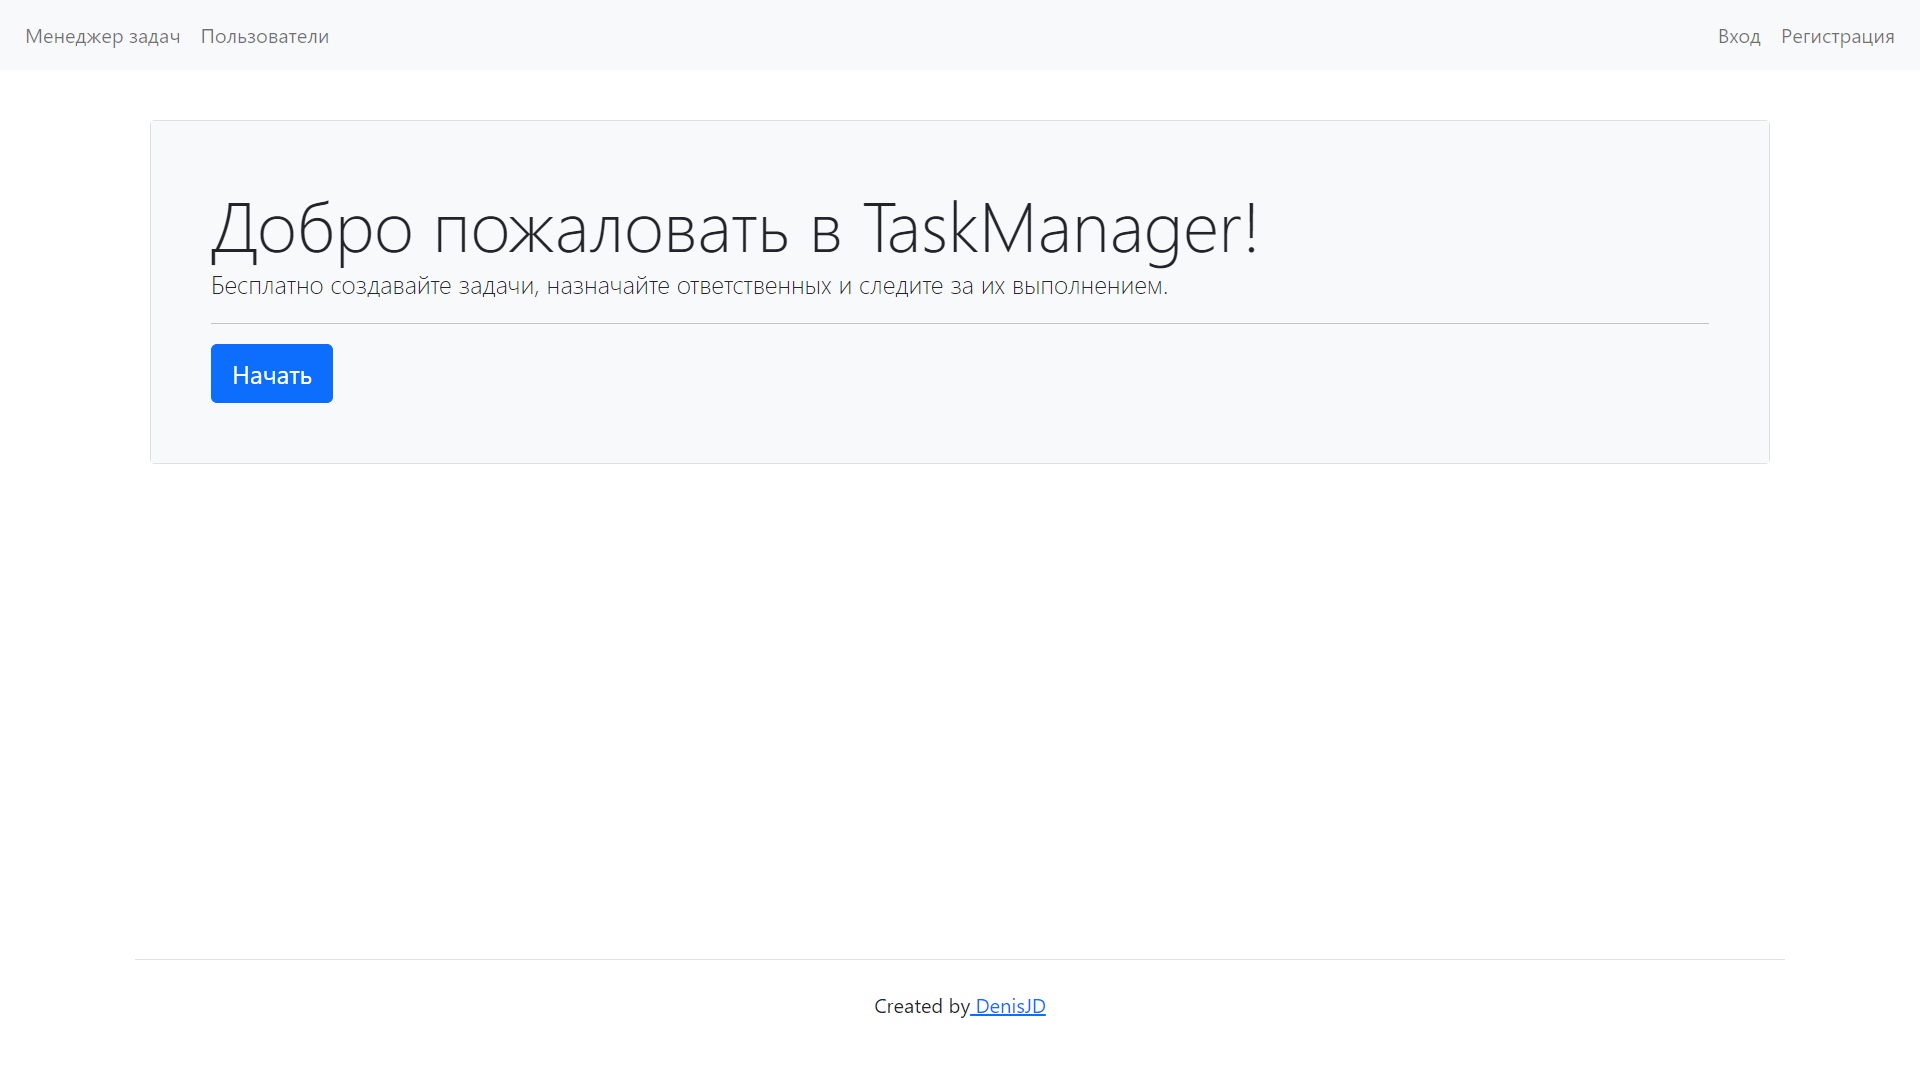 Менеджер задач Пользователи Вход Регистрация
Добро пожаловать в TaskManager!
Бесплатно создавайте задачи, назначайте ответственных и следите за их выполнением.
Начать
Created by DenisJD